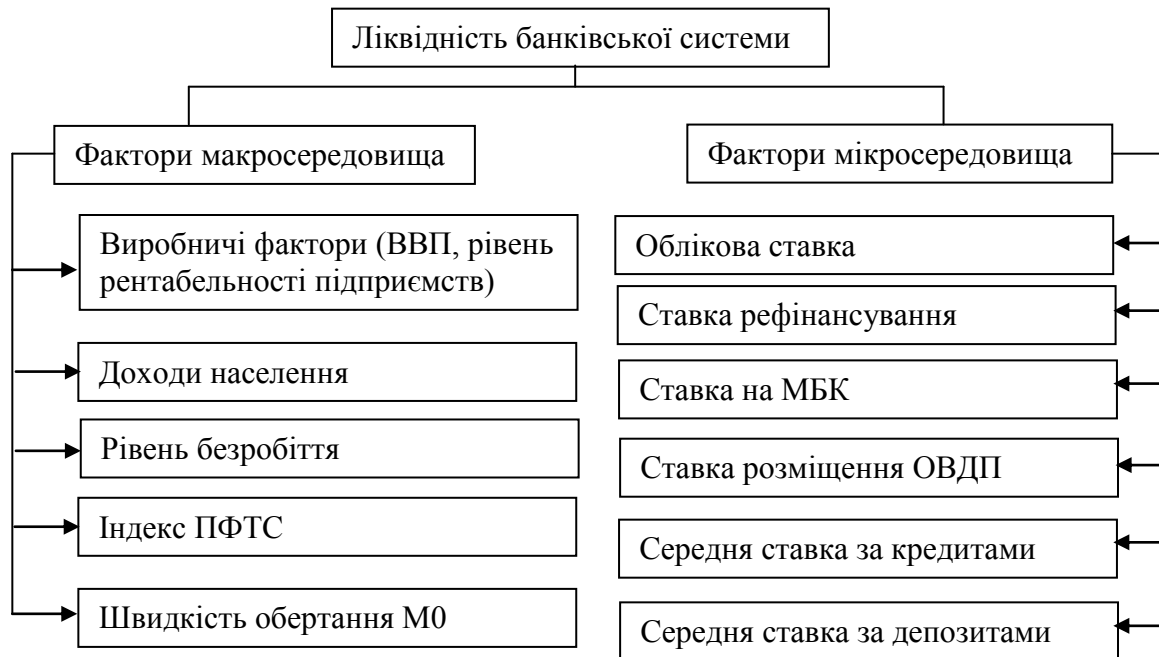 Ліквідність банківської системи
Фактори макросередовища
Фактори мікросередовища
Виробничі фактори (ВВП, рівень
рентабельності підприємств)
Доходи населення
Рівень безробіття
Індекс ПФТС
Швидкість обертання М0
Облікова ставка
Ставка рефінансування
Ставка на МБК
Ставка розміщення ОВДП
Середня ставка за кредитами
Середня ставка за депозитами